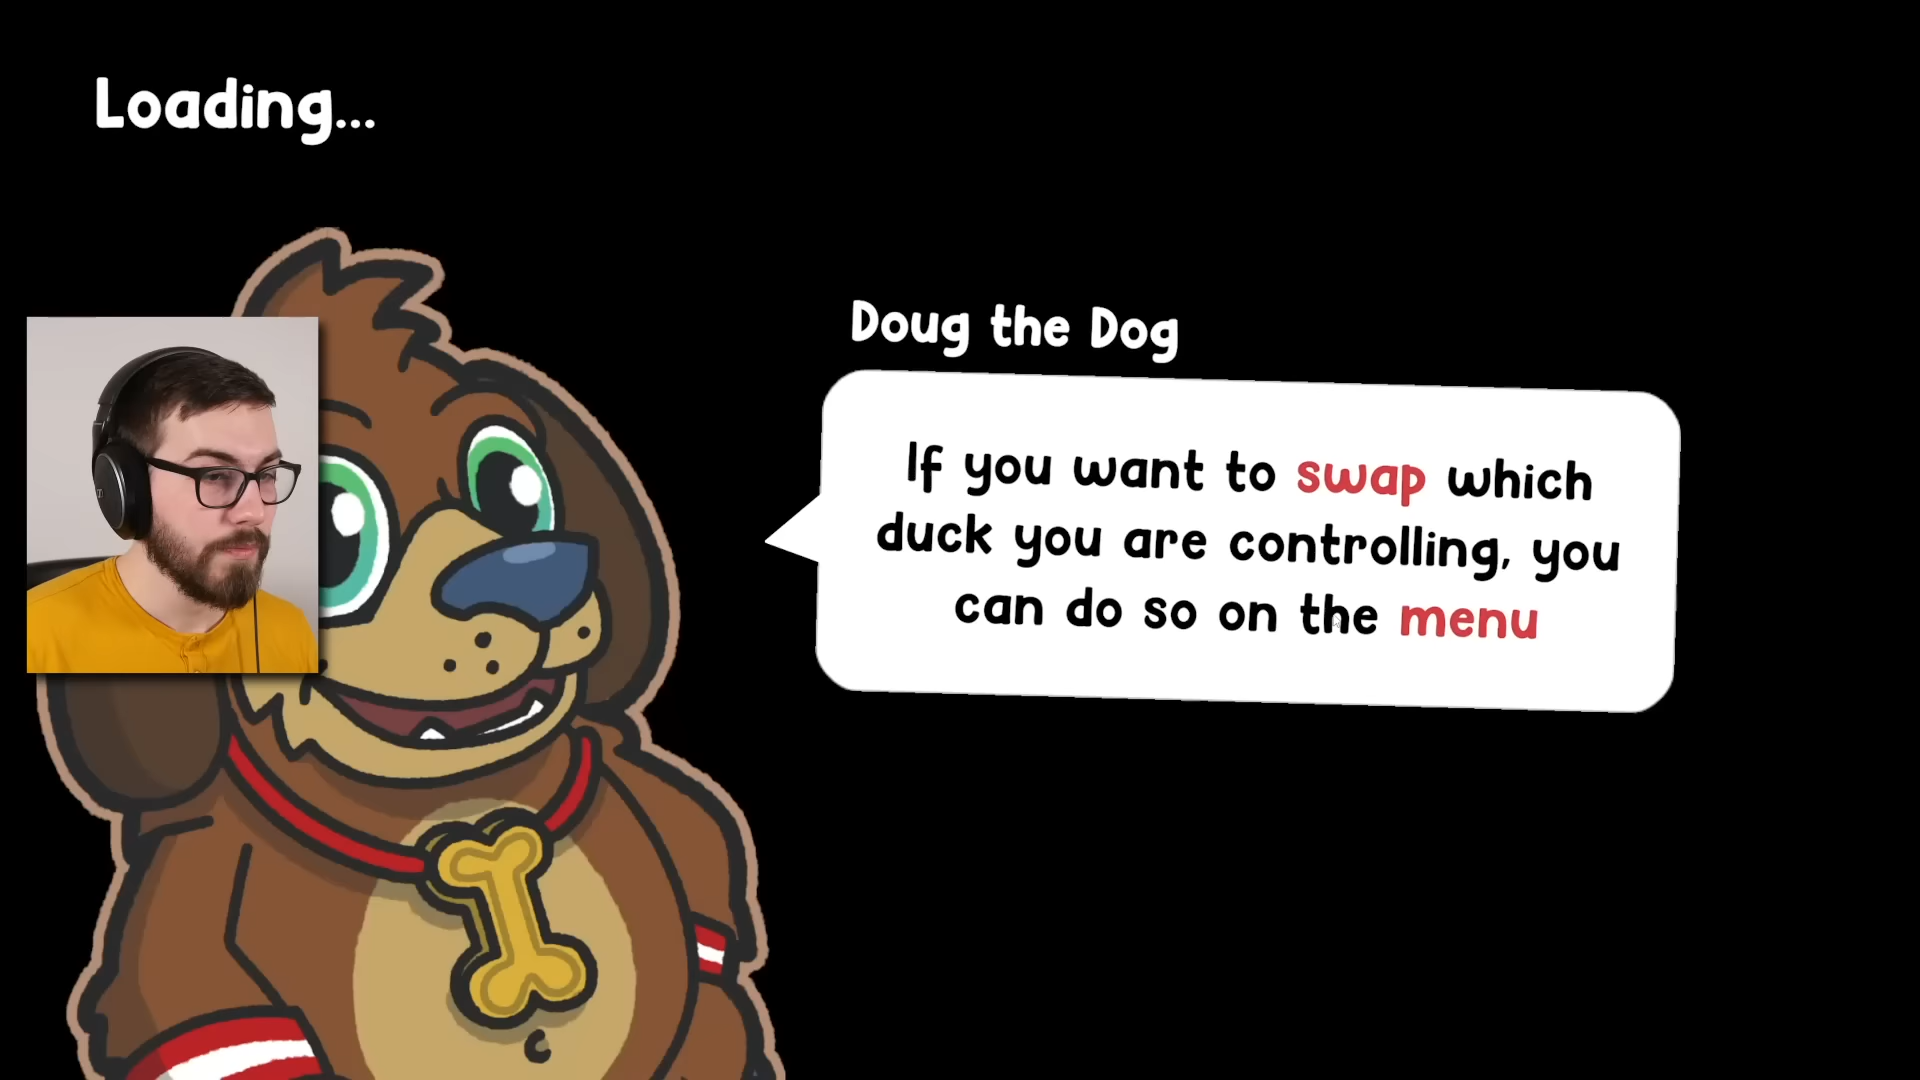 Loading...
Doug the Dog
If you want to swap which
duck you are controlling, you
can do so on the menu